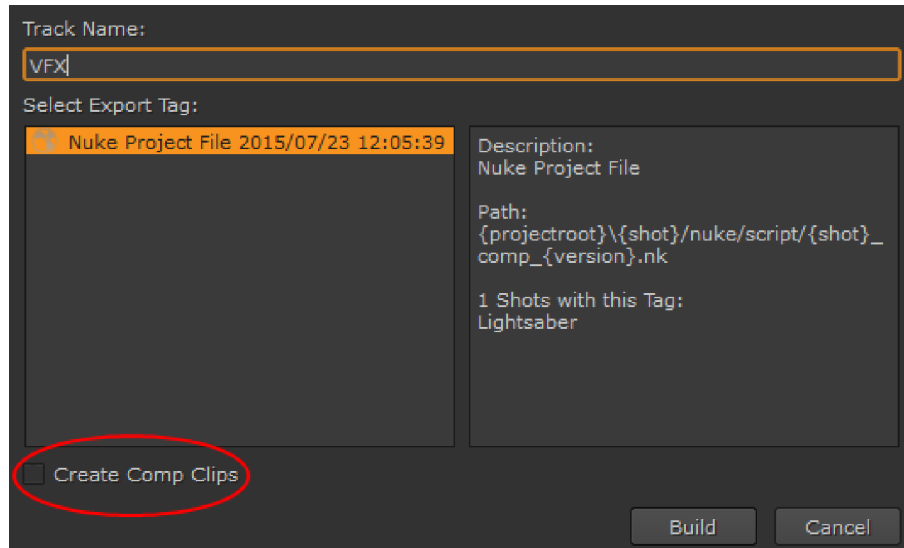 Track Name:
VFX
Select Export Tag:
Nuke Project File 2015/07/23 12:05:39
Description:
Nuke Project File
Path:
{projectroot}\{shot}/nuke/script/{shot}_
comp_{version}.nk
1 Shots with this Tag:
Lightsaber
Create Comp Clips
Build
Cancel